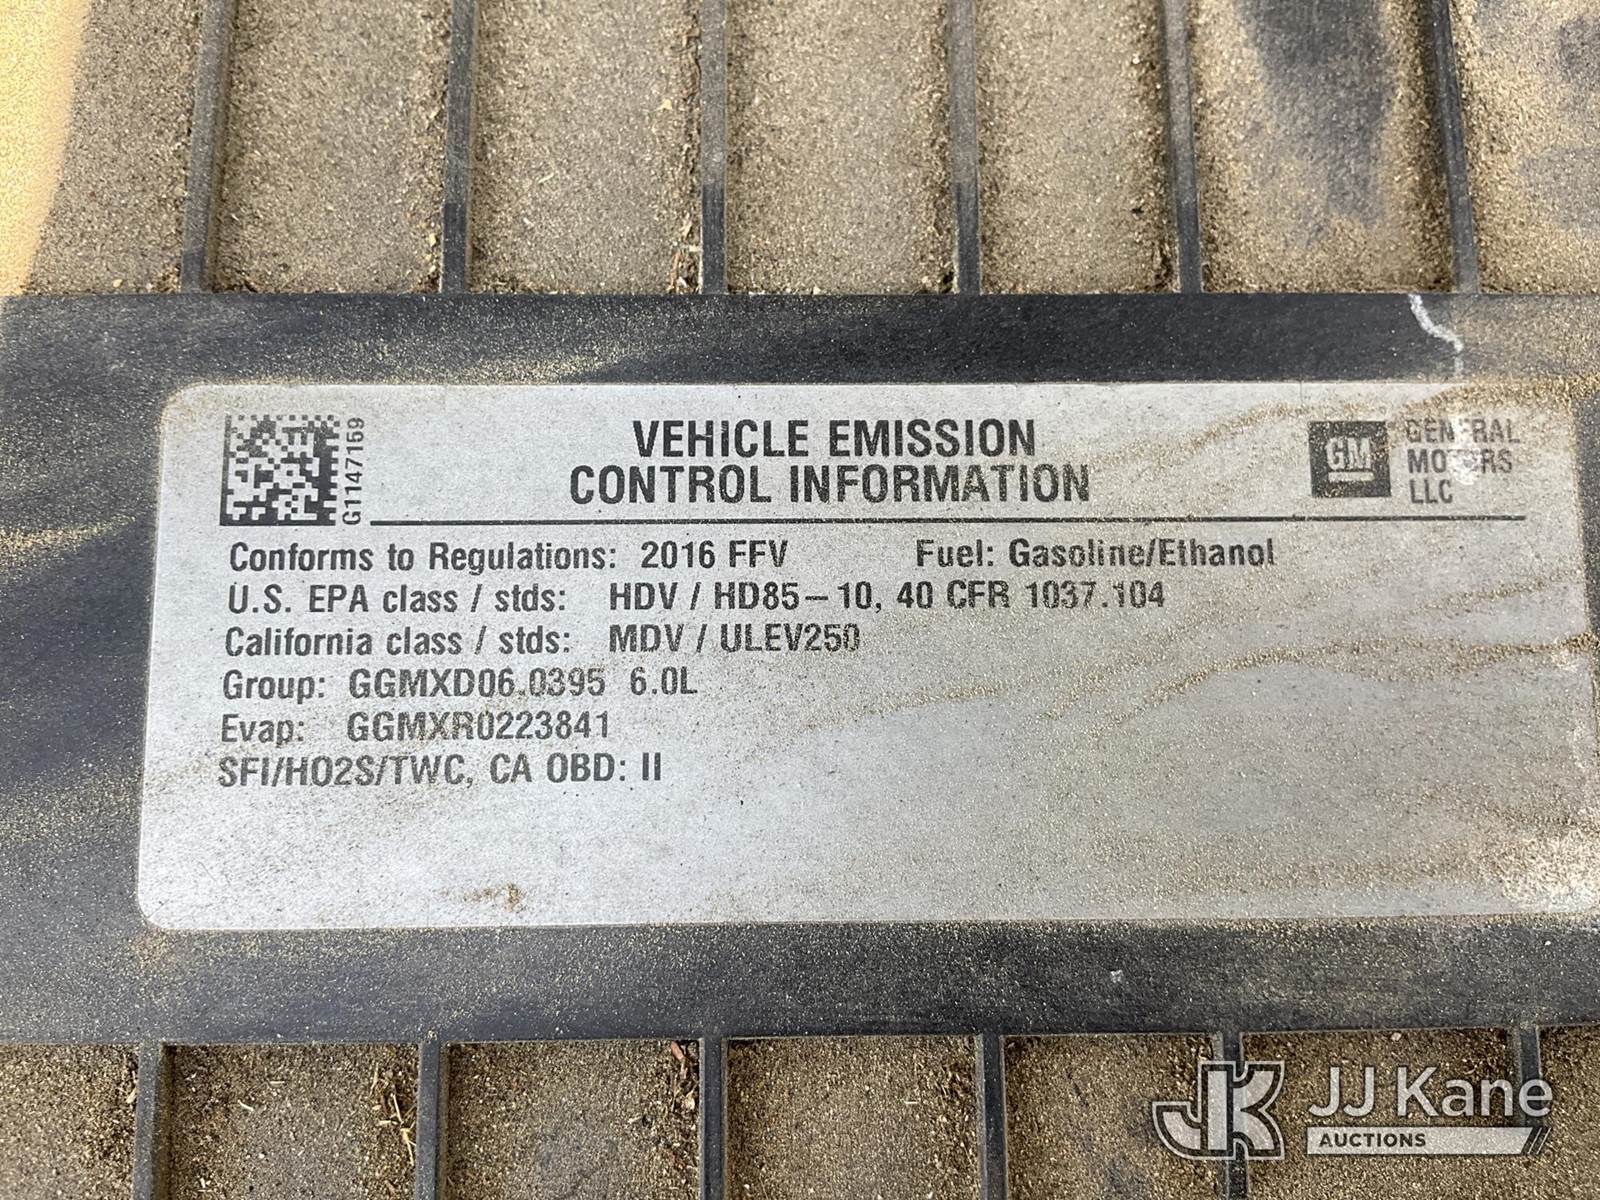 G1147159
VEHICLE EMISSION
CONTROL INFORMATION
GM
GENERAL
MOTORS
LLC
Conforms to Regulations: 2016 FFV Fuel: Gasoline/Ethanol
U.S. EPA class / stds: HDV / HD85-10, 40 CFR 1037.104
California class / stds: MDV / ULEV250
Group: GGMXD06.0395 6.0L
Evap: GGMXR0223841
SFI/HO2S/TWC, CA OBD: II
JK
JJ Kane
AUCTIONS